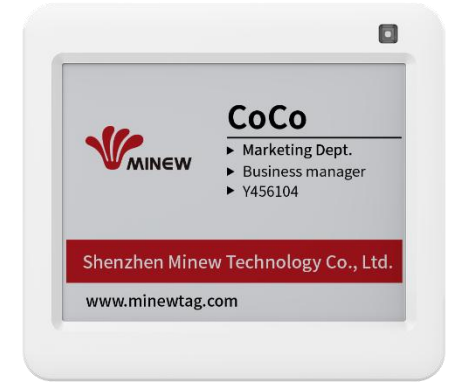 MINEW
CoCo
Marketing Dept.
Business manager
Y456104
Shenzhen Minew Technology Co., Ltd.
www.minewtag.com